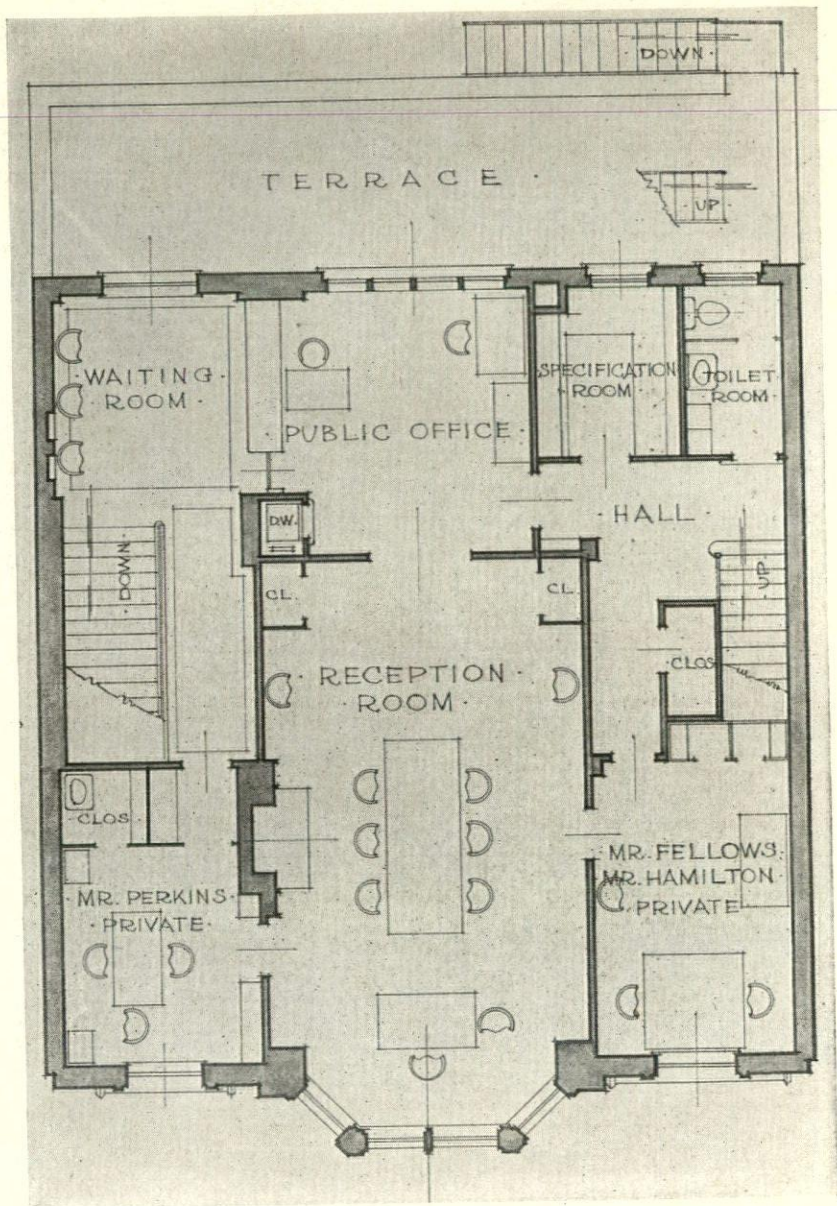 DOWN
TERRACE
UP
WAITING
ROOM
PUBLIC OFFICE
SPECIFICATION
ROOM
TOILET
ROOM
D.W.
HALL
DOWN
UP
CL.
CL.
CLOS
RECEPTION
ROOM
CLOS.
MR. PERKINS
PRIVATE
MR. FELLOWS.
MR. HAMILTON
PRIVATE